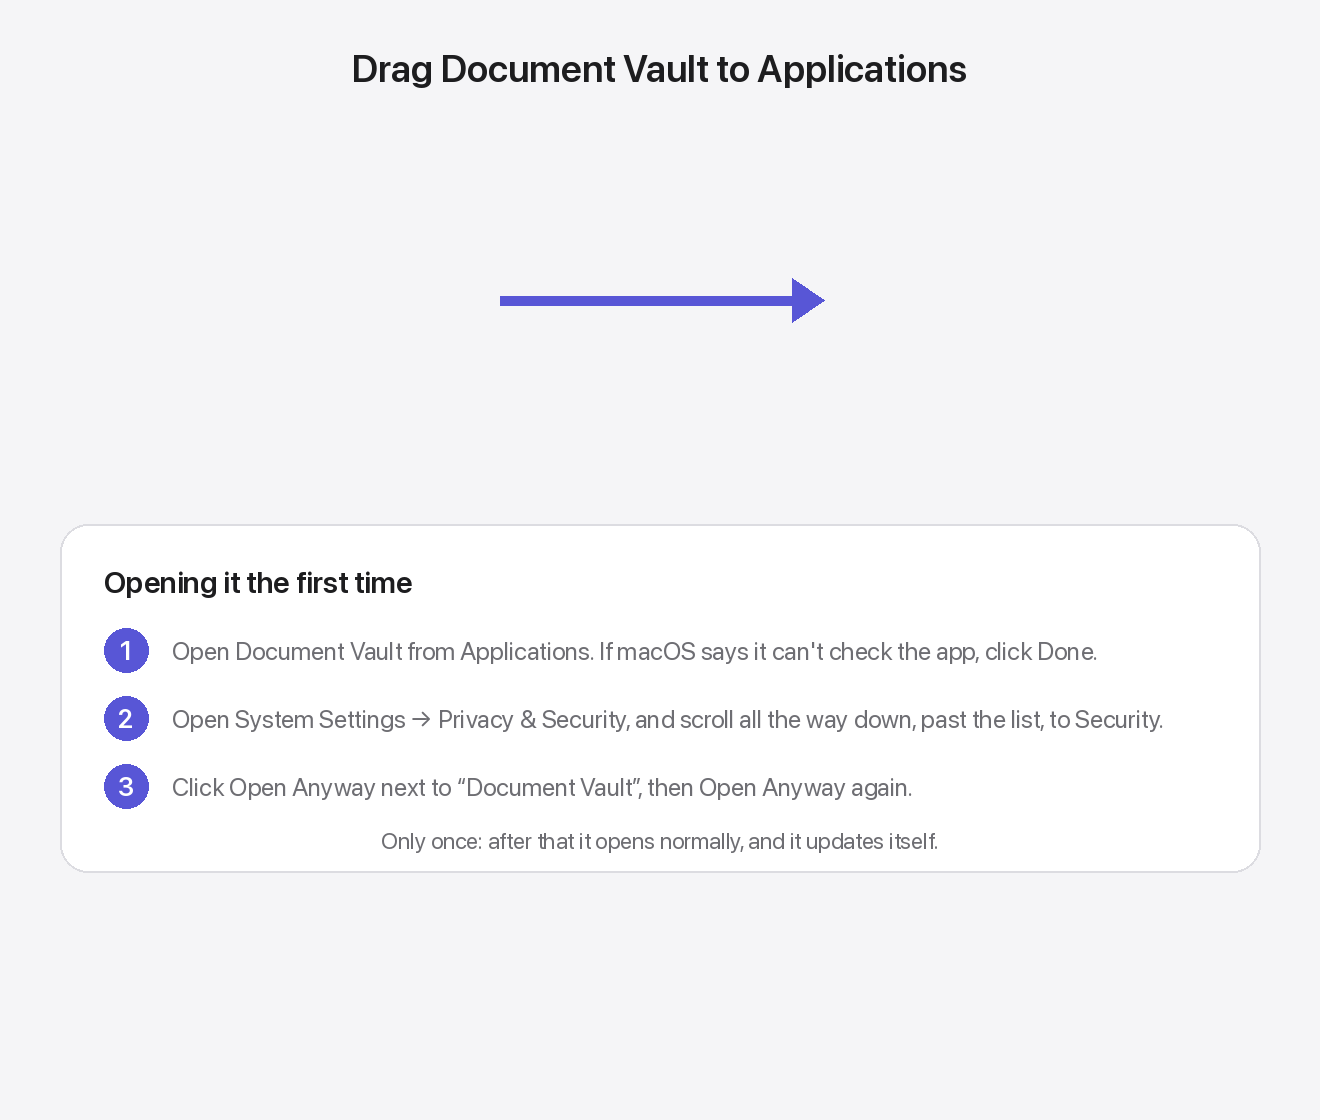 Drag Document Vault to Applications
Opening it the first time
1 Open Document Vault from Applications. If macOS says it can't check the app, click Done.
2 Open System Settings → Privacy & Security, and scroll all the way down, past the list, to Security.
3 Click Open Anyway next to “Document Vault”, then Open Anyway again.
Only once: after that it opens normally, and it updates itself.